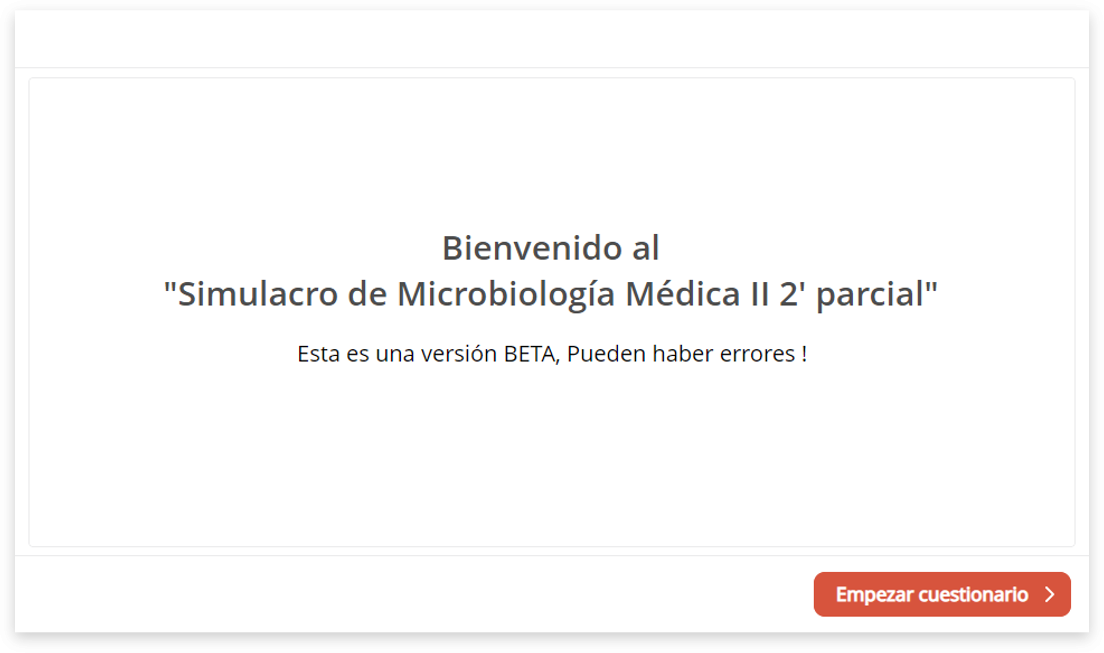 Bienvenido al
"Simulacro de Microbiología Médica II 2' parcial"
Esta es una versión BETA, Pueden haber errores !
Empezar cuestionario